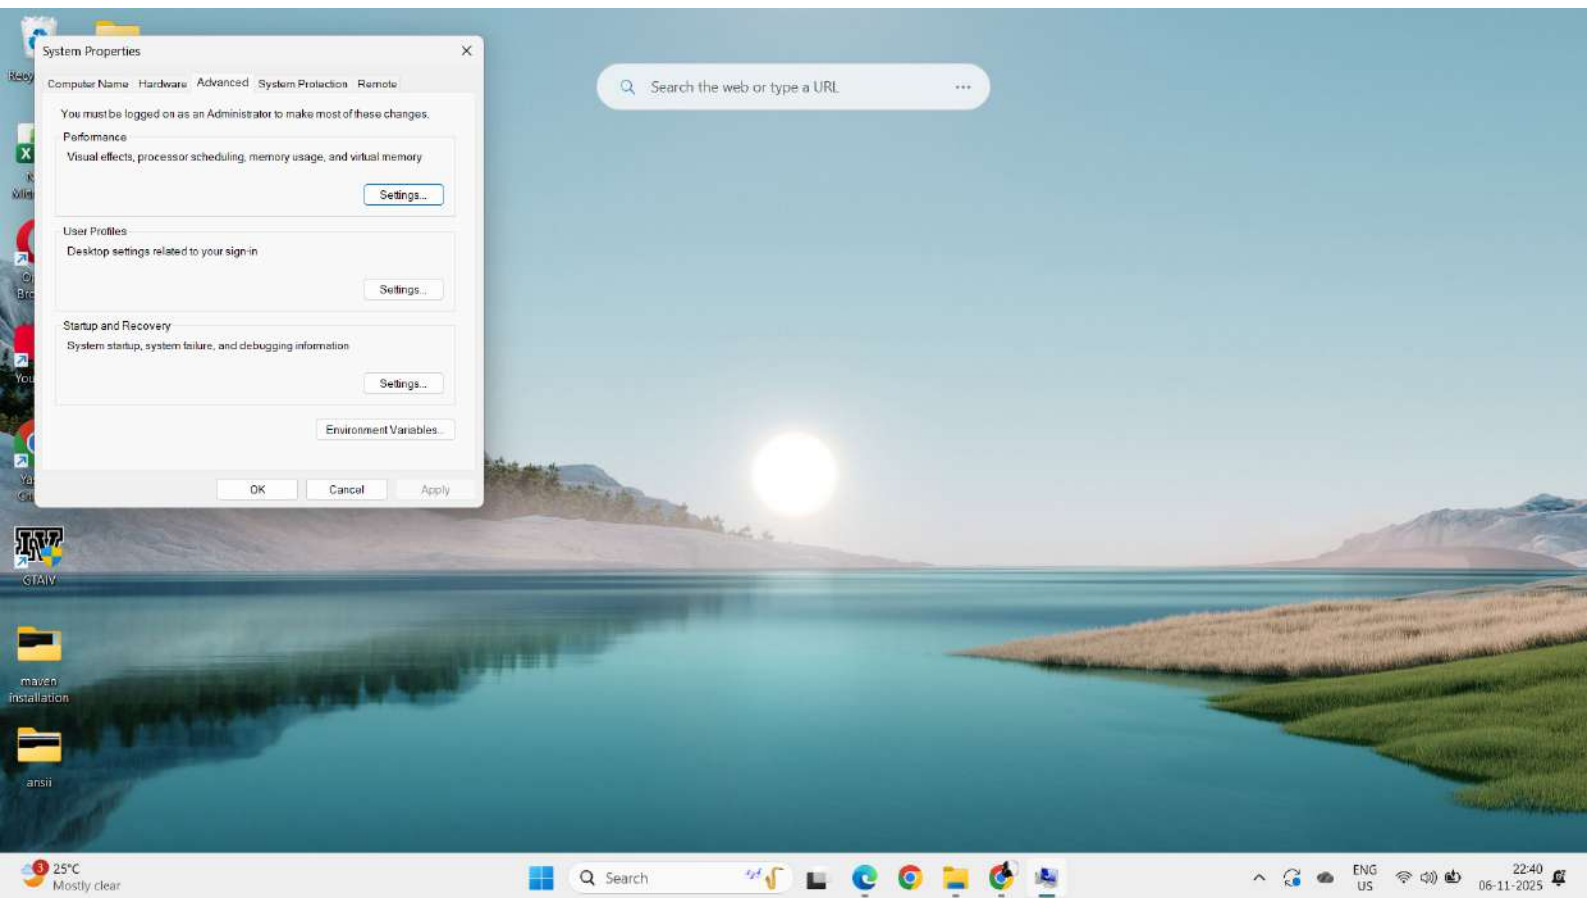 System Properties
Computer Name Hardware Advanced System Protection Remote
You must be logged on as an Administrator to make most of these changes.
Performance
Visual effects, processor scheduling, memory usage, and virtual memory
Settings...
User Profiles
Desktop settings related to your sign-in
Settings...
Startup and Recovery
System startup, system failure, and debugging information
Settings...
Environment Variables...
OK Cancel Apply
Search the web or type a URL
GTAIV
maven
installation
ansii
3
25°C
Mostly clear
Search
ENG
US
22:40
06-11-2025